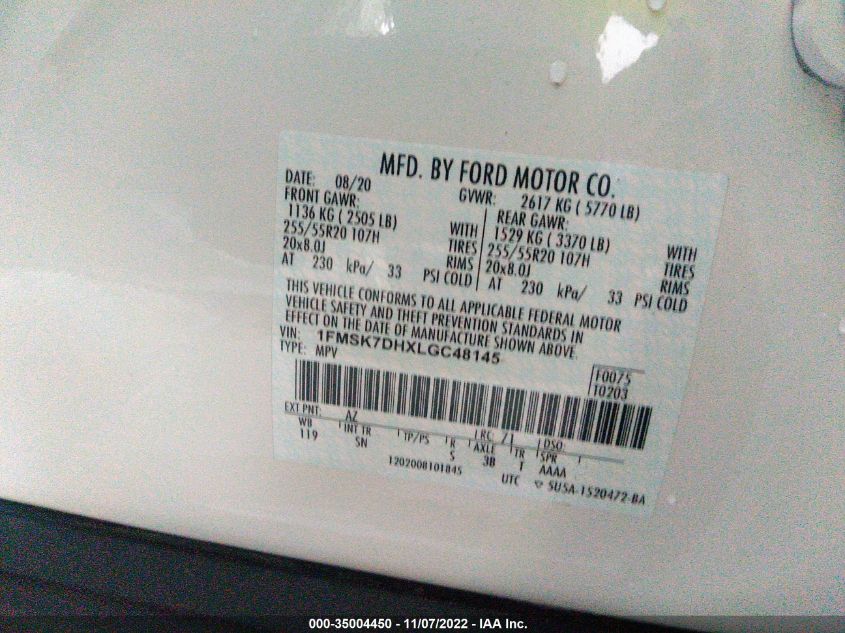 MFD. BY FORD MOTOR CO.
DATE: 08/20 GVWR: 2617 KG ( 5770 LB)
FRONT GAWR: REAR GAWR:
1136 KG ( 2505 LB) WITH 1529 KG ( 3370 LB) WITH
255/55R20 107H TIRES 255/55R20 107H TIRES
20x8.0J RIMS 20x8.0J RIMS
AT 230 kPa/ 33 PSI COLD AT 230 kPa/ 33 PSI COLD
THIS VEHICLE CONFORMS TO ALL APPLICABLE FEDERAL MOTOR
VEHICLE SAFETY AND THEFT PREVENTION STANDARDS IN
EFFECT ON THE DATE OF MANUFACTURE SHOWN ABOVE.
VIN: 1FMSK7DHXLGC48145
TYPE: MPV
F0075
T0203
EXT PNT: AZ RC: 71 DSO:
WB INT TR TP/PS R AXLE TR SPR
119 SN S 3B T AAAA
1202008101845 UTC 5U5A-1520472-BA
000-35004450 - 11/07/2022 - IAA Inc.